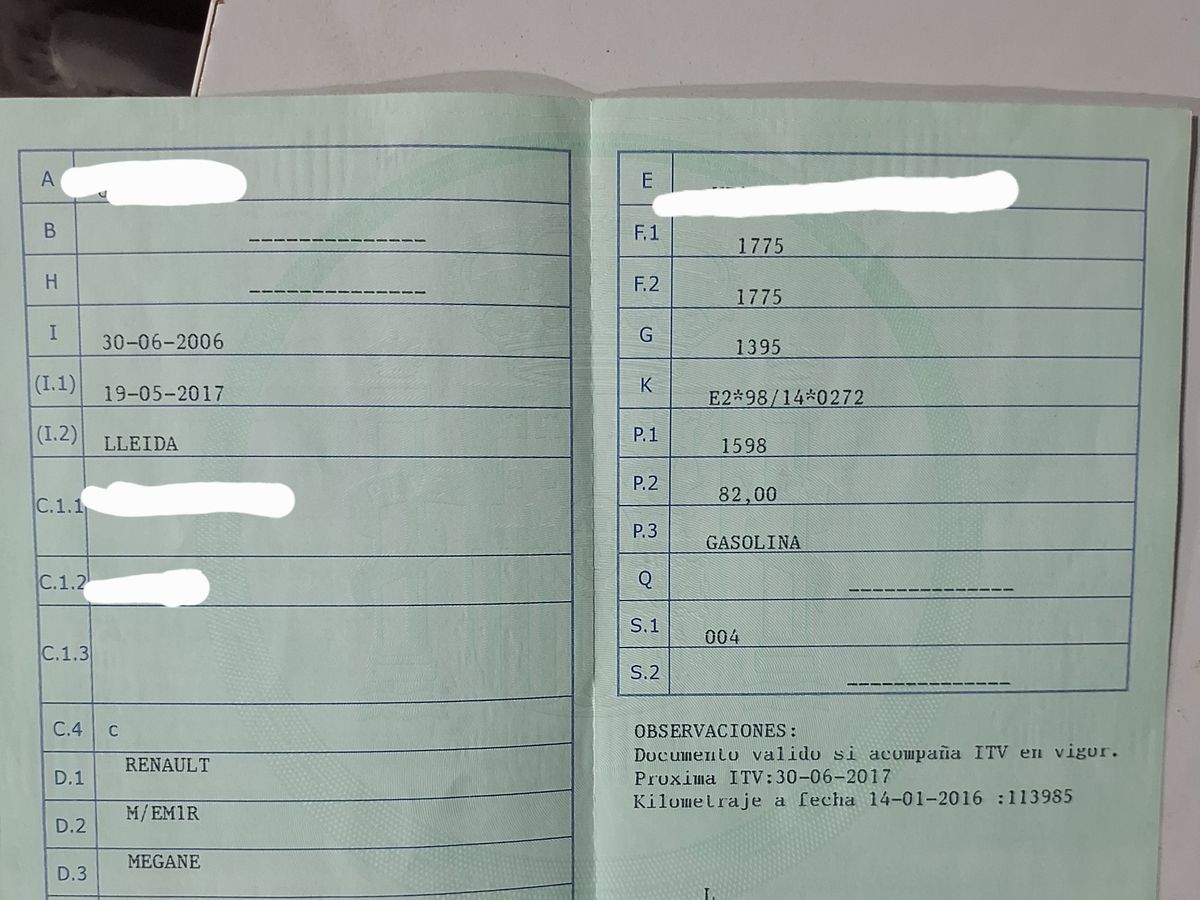 A
B --------------
H --------------
I 30-06-2006
(I.1) 19-05-2017
(I.2) LLEIDA
C.1.1
C.1.2
C.1.3
C.4 c
D.1 RENAULT
D.2 M/EM1R
D.3 MEGANE
E
F.1 1775
F.2 1775
G 1395
K E2*98/14*0272
P.1 1598
P.2 82,00
P.3 GASOLINA
Q --------------
S.1 004
S.2 --------------
OBSERVACIONES:
Documento valido si acompaña ITV en vigor.
Proxima ITV:30-06-2017
Kilometraje a fecha 14-01-2016 :113985